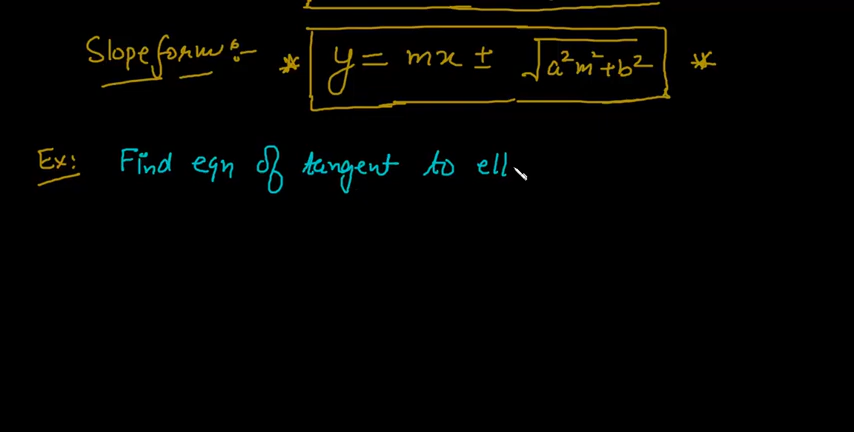 Slope form :- * y = mx ± √a²m²+b² *
Ex: Find eqn of tangent to ell